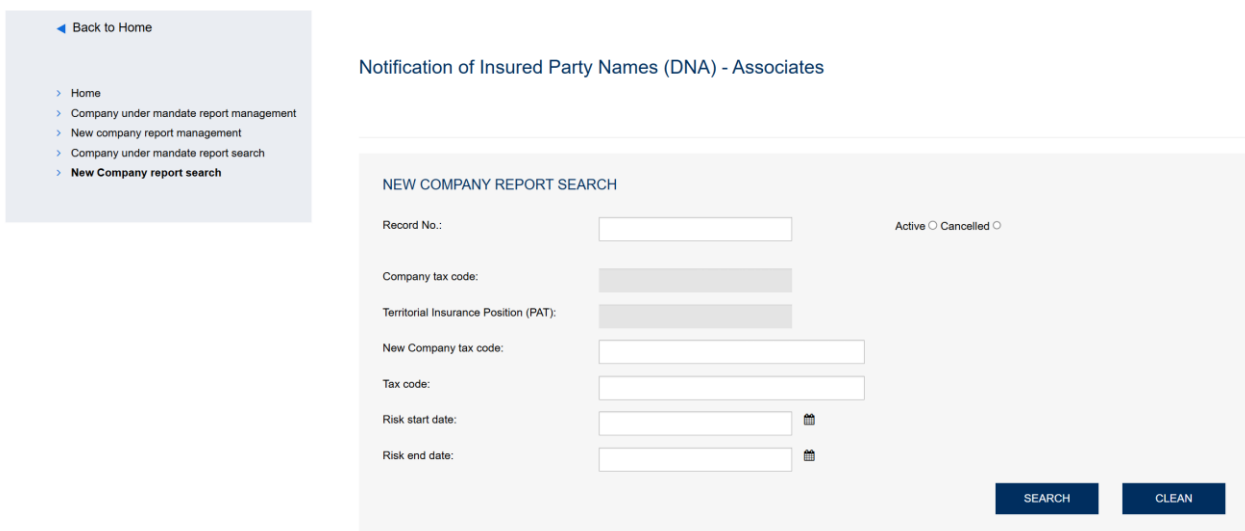 Back to Home
Home
Company under mandate report management
New company report management
Company under mandate report search
New Company report search
Notification of Insured Party Names (DNA) - Associates
NEW COMPANY REPORT SEARCH
Record No.:
Active Cancelled
Company tax code:
Territorial Insurance Position (PAT):
New Company tax code:
Tax code:
Risk start date:
Risk end date:
SEARCH CLEAN